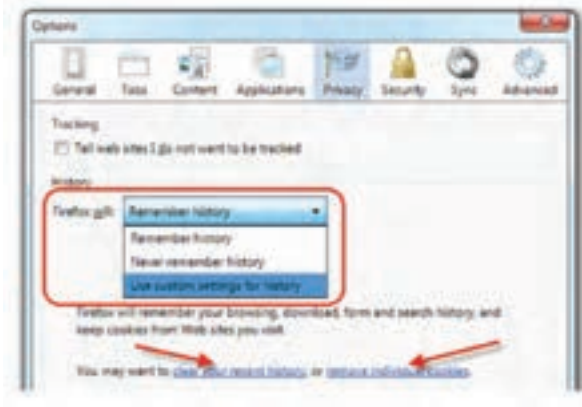 Options
General Tabs Content Applications Privacy Security Sync Advanced
Tracking
Tell web sites I do not want to be tracked
History
Firefox will: Remember history
Remember history
Never remember history
Use custom settings for history
Firefox will remember your browsing, download, form and search history, and
keep cookies from Web sites you visit.
You may want to clear your recent history, or remove individual cookies.